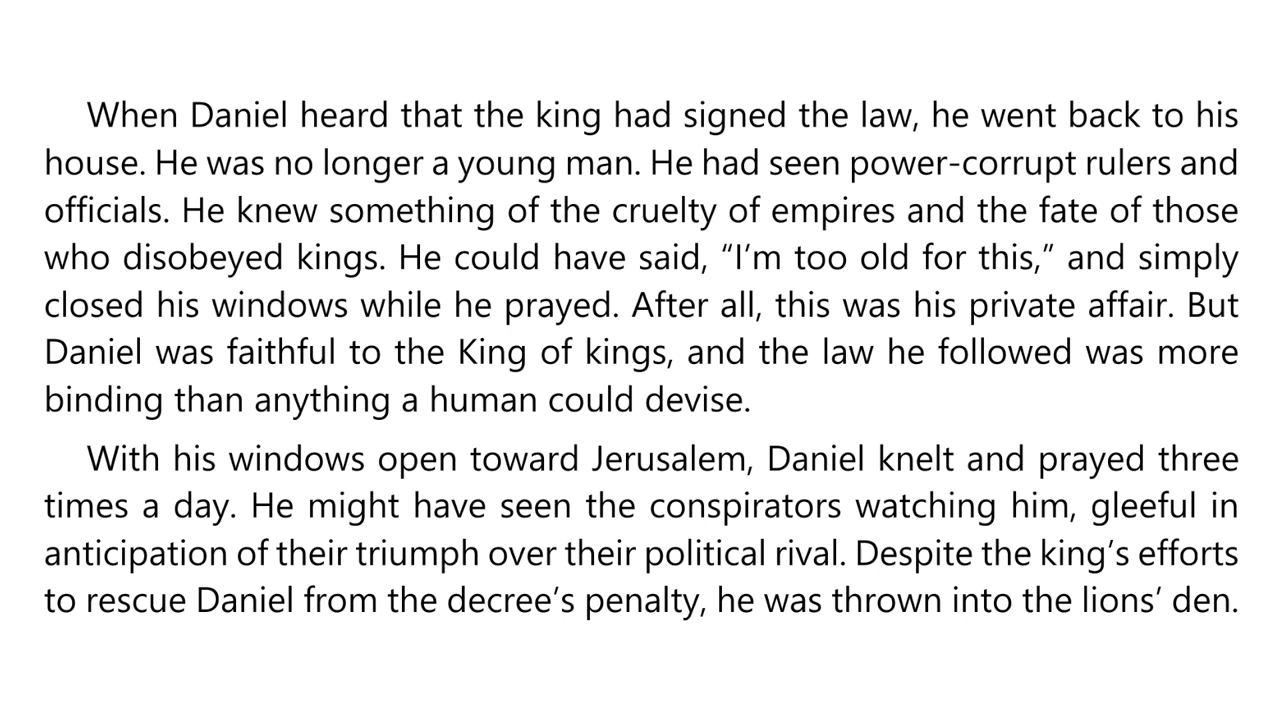 When Daniel heard that the king had signed the law, he went back to his
house. He was no longer a young man. He had seen power-corrupt rulers and
officials. He knew something of the cruelty of empires and the fate of those
who disobeyed kings. He could have said, “I’m too old for this,” and simply
closed his windows while he prayed. After all, this was his private affair. But
Daniel was faithful to the King of kings, and the law he followed was more
binding than anything a human could devise.
With his windows open toward Jerusalem, Daniel knelt and prayed three
times a day. He might have seen the conspirators watching him, gleeful in
anticipation of their triumph over their political rival. Despite the king’s efforts
to rescue Daniel from the decree’s penalty, he was thrown into the lions’ den.